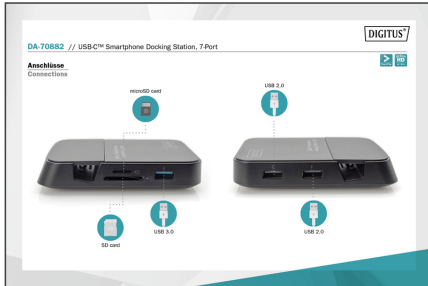 DIGITUS®
DA-70882 // USB-C™ Smartphone Docking Station, 7-Port
Anschlüsse
Connections
HD
microSD card
USB 2.0
SD card
USB 3.0
USB 2.0